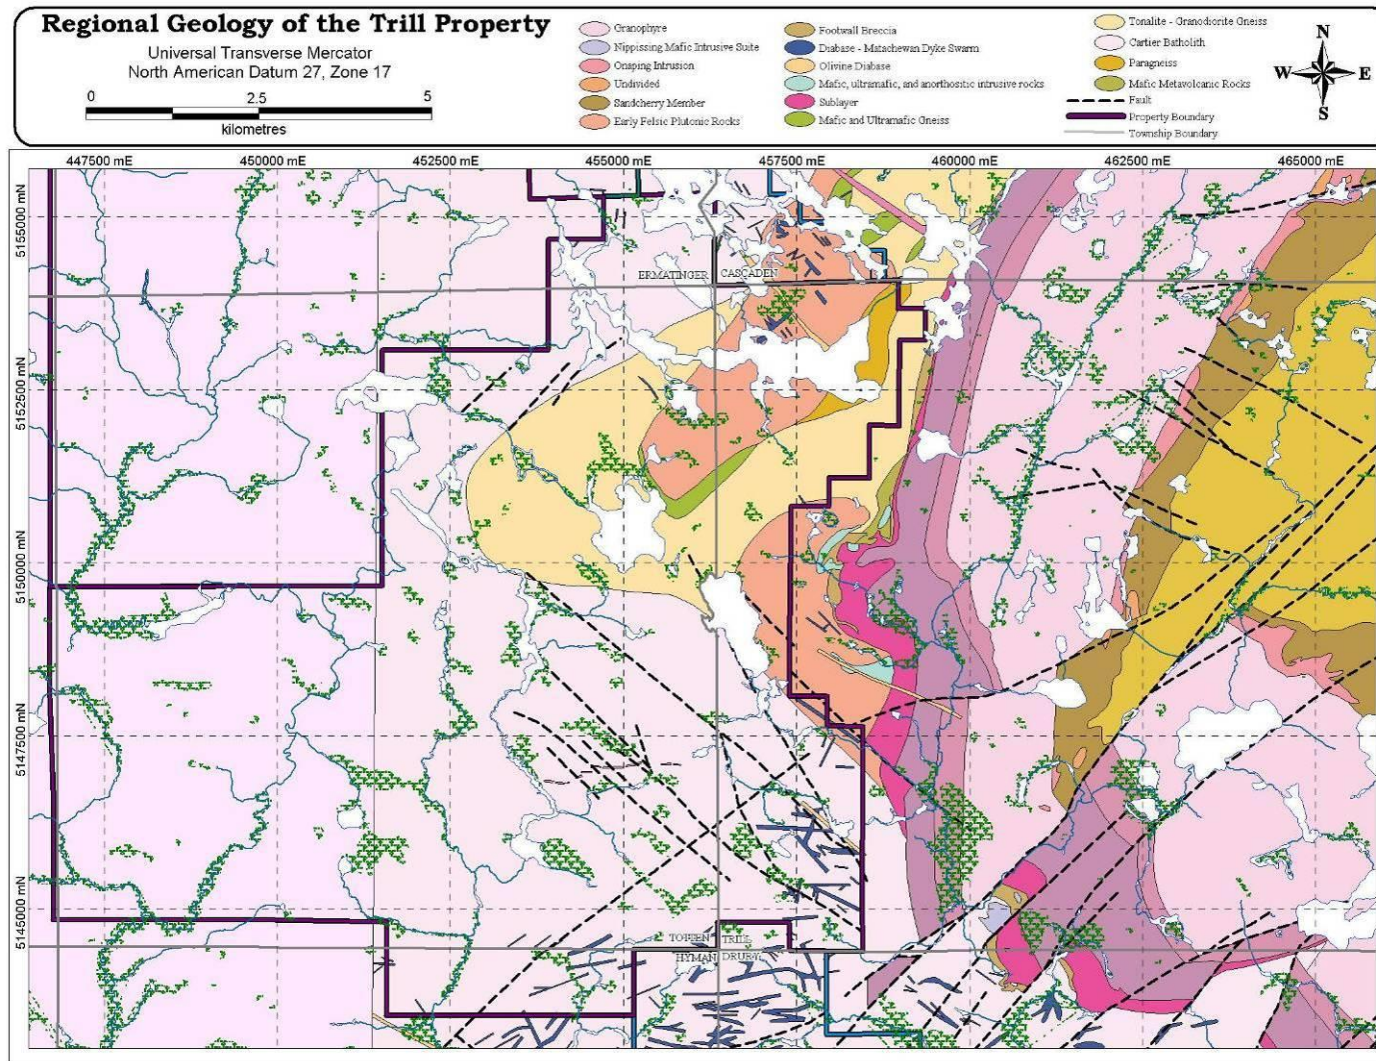 Regional Geology of the Trill Property
Universal Transverse Mercator
North American Datum 27, Zone 17
0 2.5 5
kilometres
Granophyre
Nippissing Mafic Intrusive Suite
Onaping Intrusion
Undivided
Sandcherry Member
Early Felsic Plutonic Rocks
Footwall Breccia
Diabase - Matachewan Dyke Swarm
Olivine Diabase
Mafic, ultramafic, and anorthositic intrusive rocks
Sublayer
Mafic and Ultramafic Gneiss
Tonalite - Granodiorite Gneiss
Cartier Batholith
Paragneiss
Mafic Metavolcanic Rocks
Fault
Property Boundary
Township Boundary
N
W E
S
447500 mE 450000 mE 452500 mE 455000 mE 457500 mE 460000 mE 462500 mE 465000 mE
5155000 mN
ERMATINGER CASCADEN
5152500 mN
5150000 mN
5147500 mN
5145000 mN
TOTTEN TRILL
HYMAN DRURY